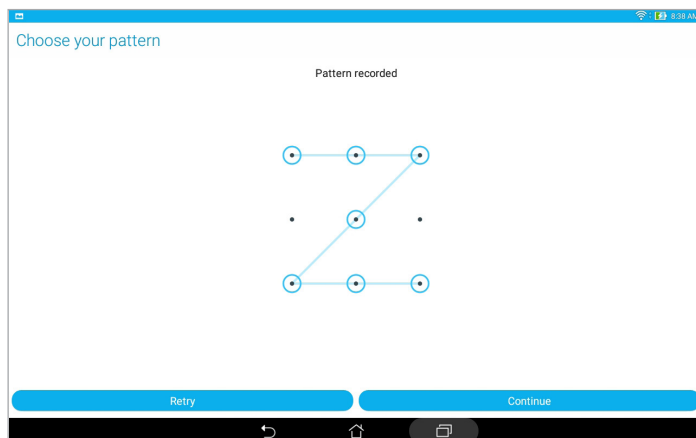 8:38 AM
Choose your pattern
Pattern recorded
Retry
Continue